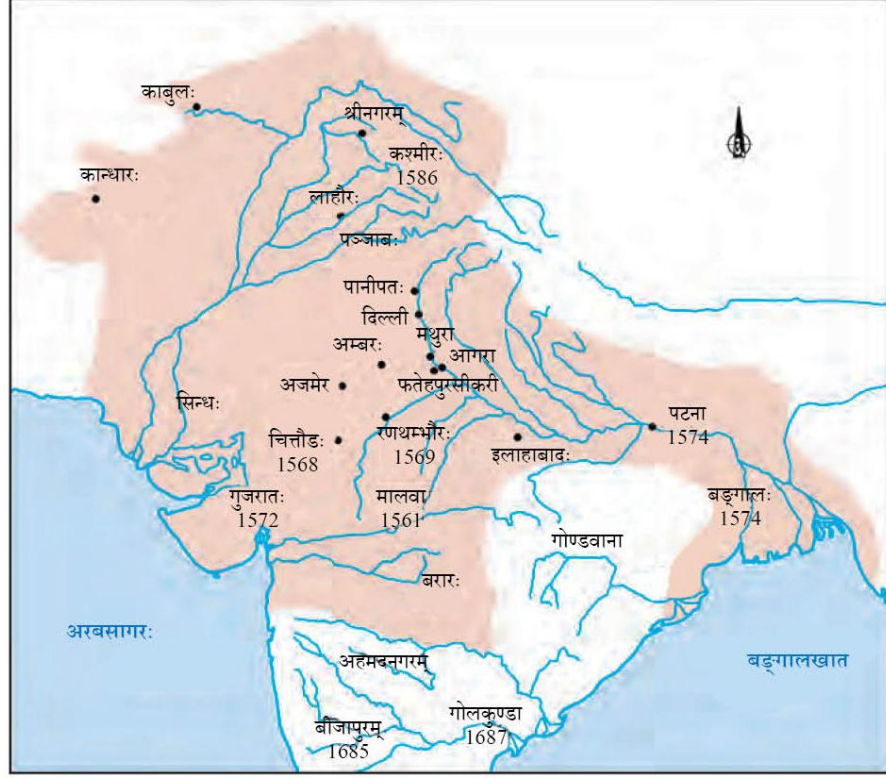 काबुलः
श्रीनगरम्
कश्मीरः
1586
कान्धारः
लाहौरः
पञ्जाबः
पानीपतः
दिल्ली
मथुरा
अम्बरः
आगरा
अजमेर
फतेहपुरसीकरी
सिन्धः
रणथम्भौरः
1569
पटना
1574
चित्तौडः
1568
इलाहाबादः
गुजरातः
1572
मालवा
1561
बङ्गालः
1574
गोण्डवाना
बरारः
अरबसागरः
अहमदनगरम्
बङ्गालखात
गोलकुण्डा
1687
बीजापुरम्
1685